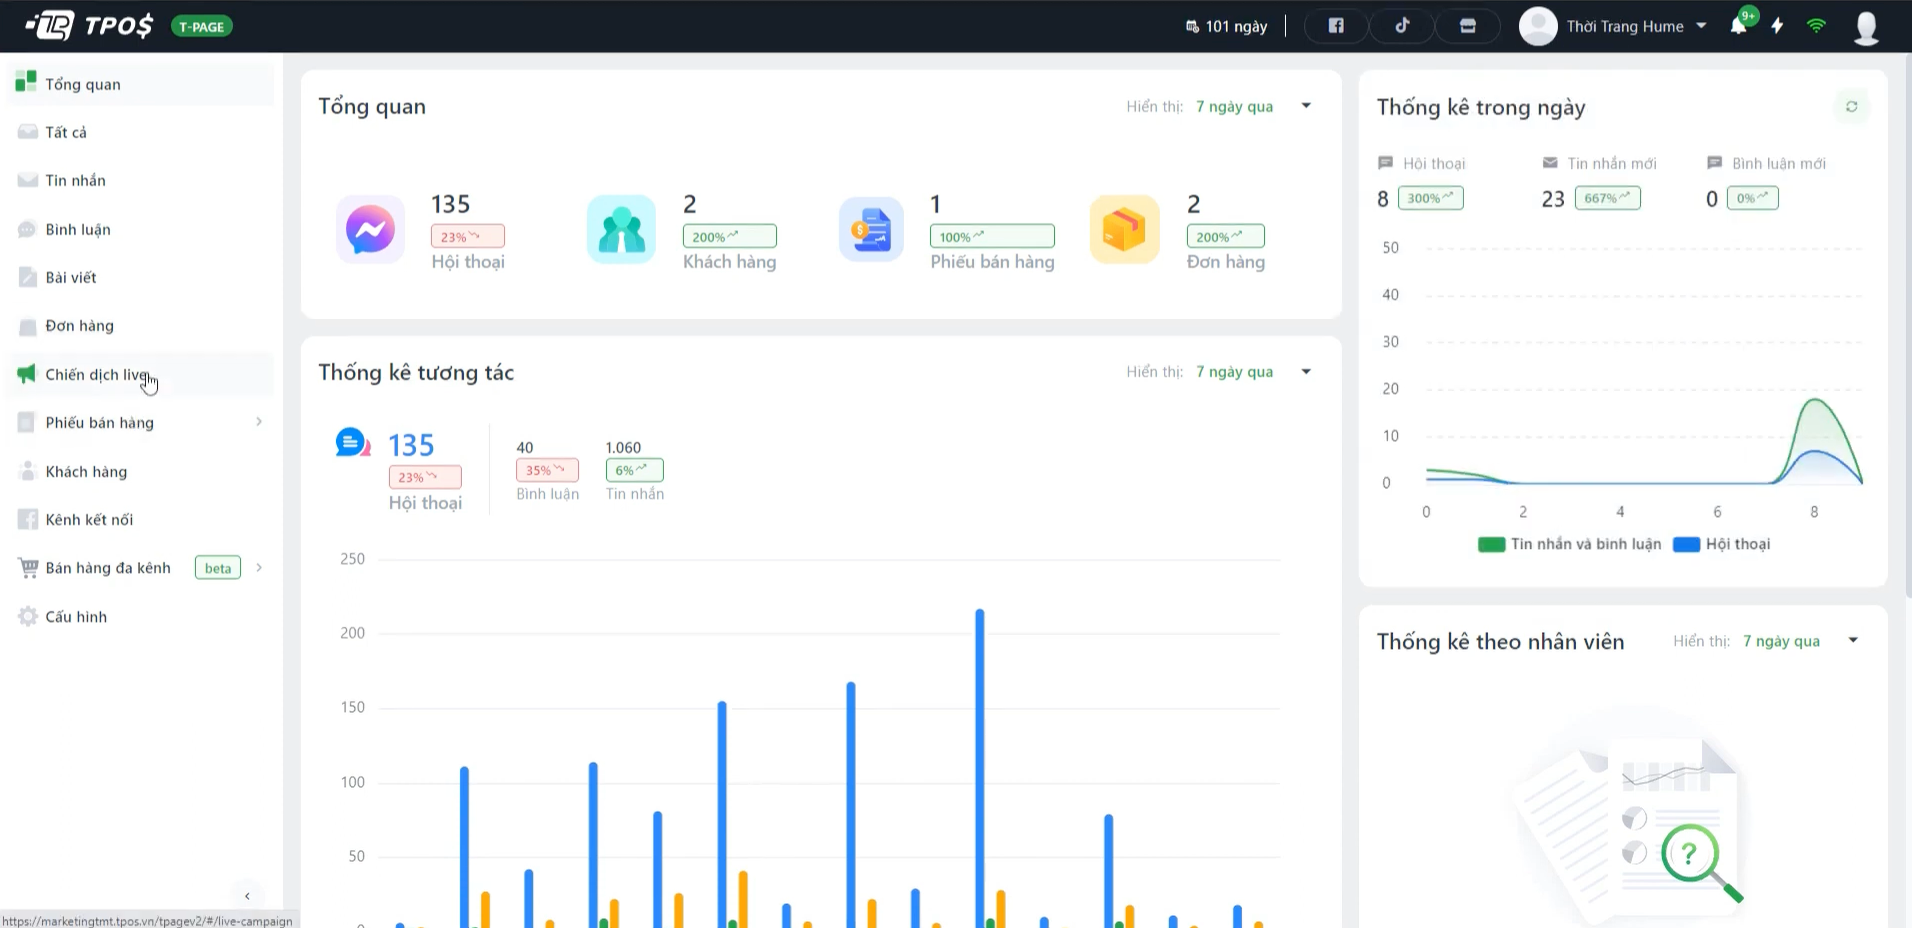 TPOS T-PAGE
101 ngày
Thời Trang Hume
9+
Tổng quan
Tất cả
Tin nhắn
Bình luận
Bài viết
Đơn hàng
Chiến dịch live
Phiếu bán hàng
Khách hàng
Kênh kết nối
Bán hàng đa kênh beta
Cấu hình
https://marketingtmt.tpos.vn/tpagev2/#/live-campaign
Tổng quan
Hiển thị: 7 ngày qua
135
23%
Hội thoại
2
200%
Khách hàng
1
100%
Phiếu bán hàng
2
200%
Đơn hàng
Thống kê tương tác
Hiển thị: 7 ngày qua
135
23%
Hội thoại
40
35%
Bình luận
1.060
6%
Tin nhắn
250
200
150
100
50
0
Thống kê trong ngày
Hội thoại
8 300%
Tin nhắn mới
23 667%
Bình luận mới
0 0%
50
40
30
20
10
0
0 2 4 6 8
Tin nhắn và bình luận Hội thoại
Thống kê theo nhân viên
Hiển thị: 7 ngày qua
?